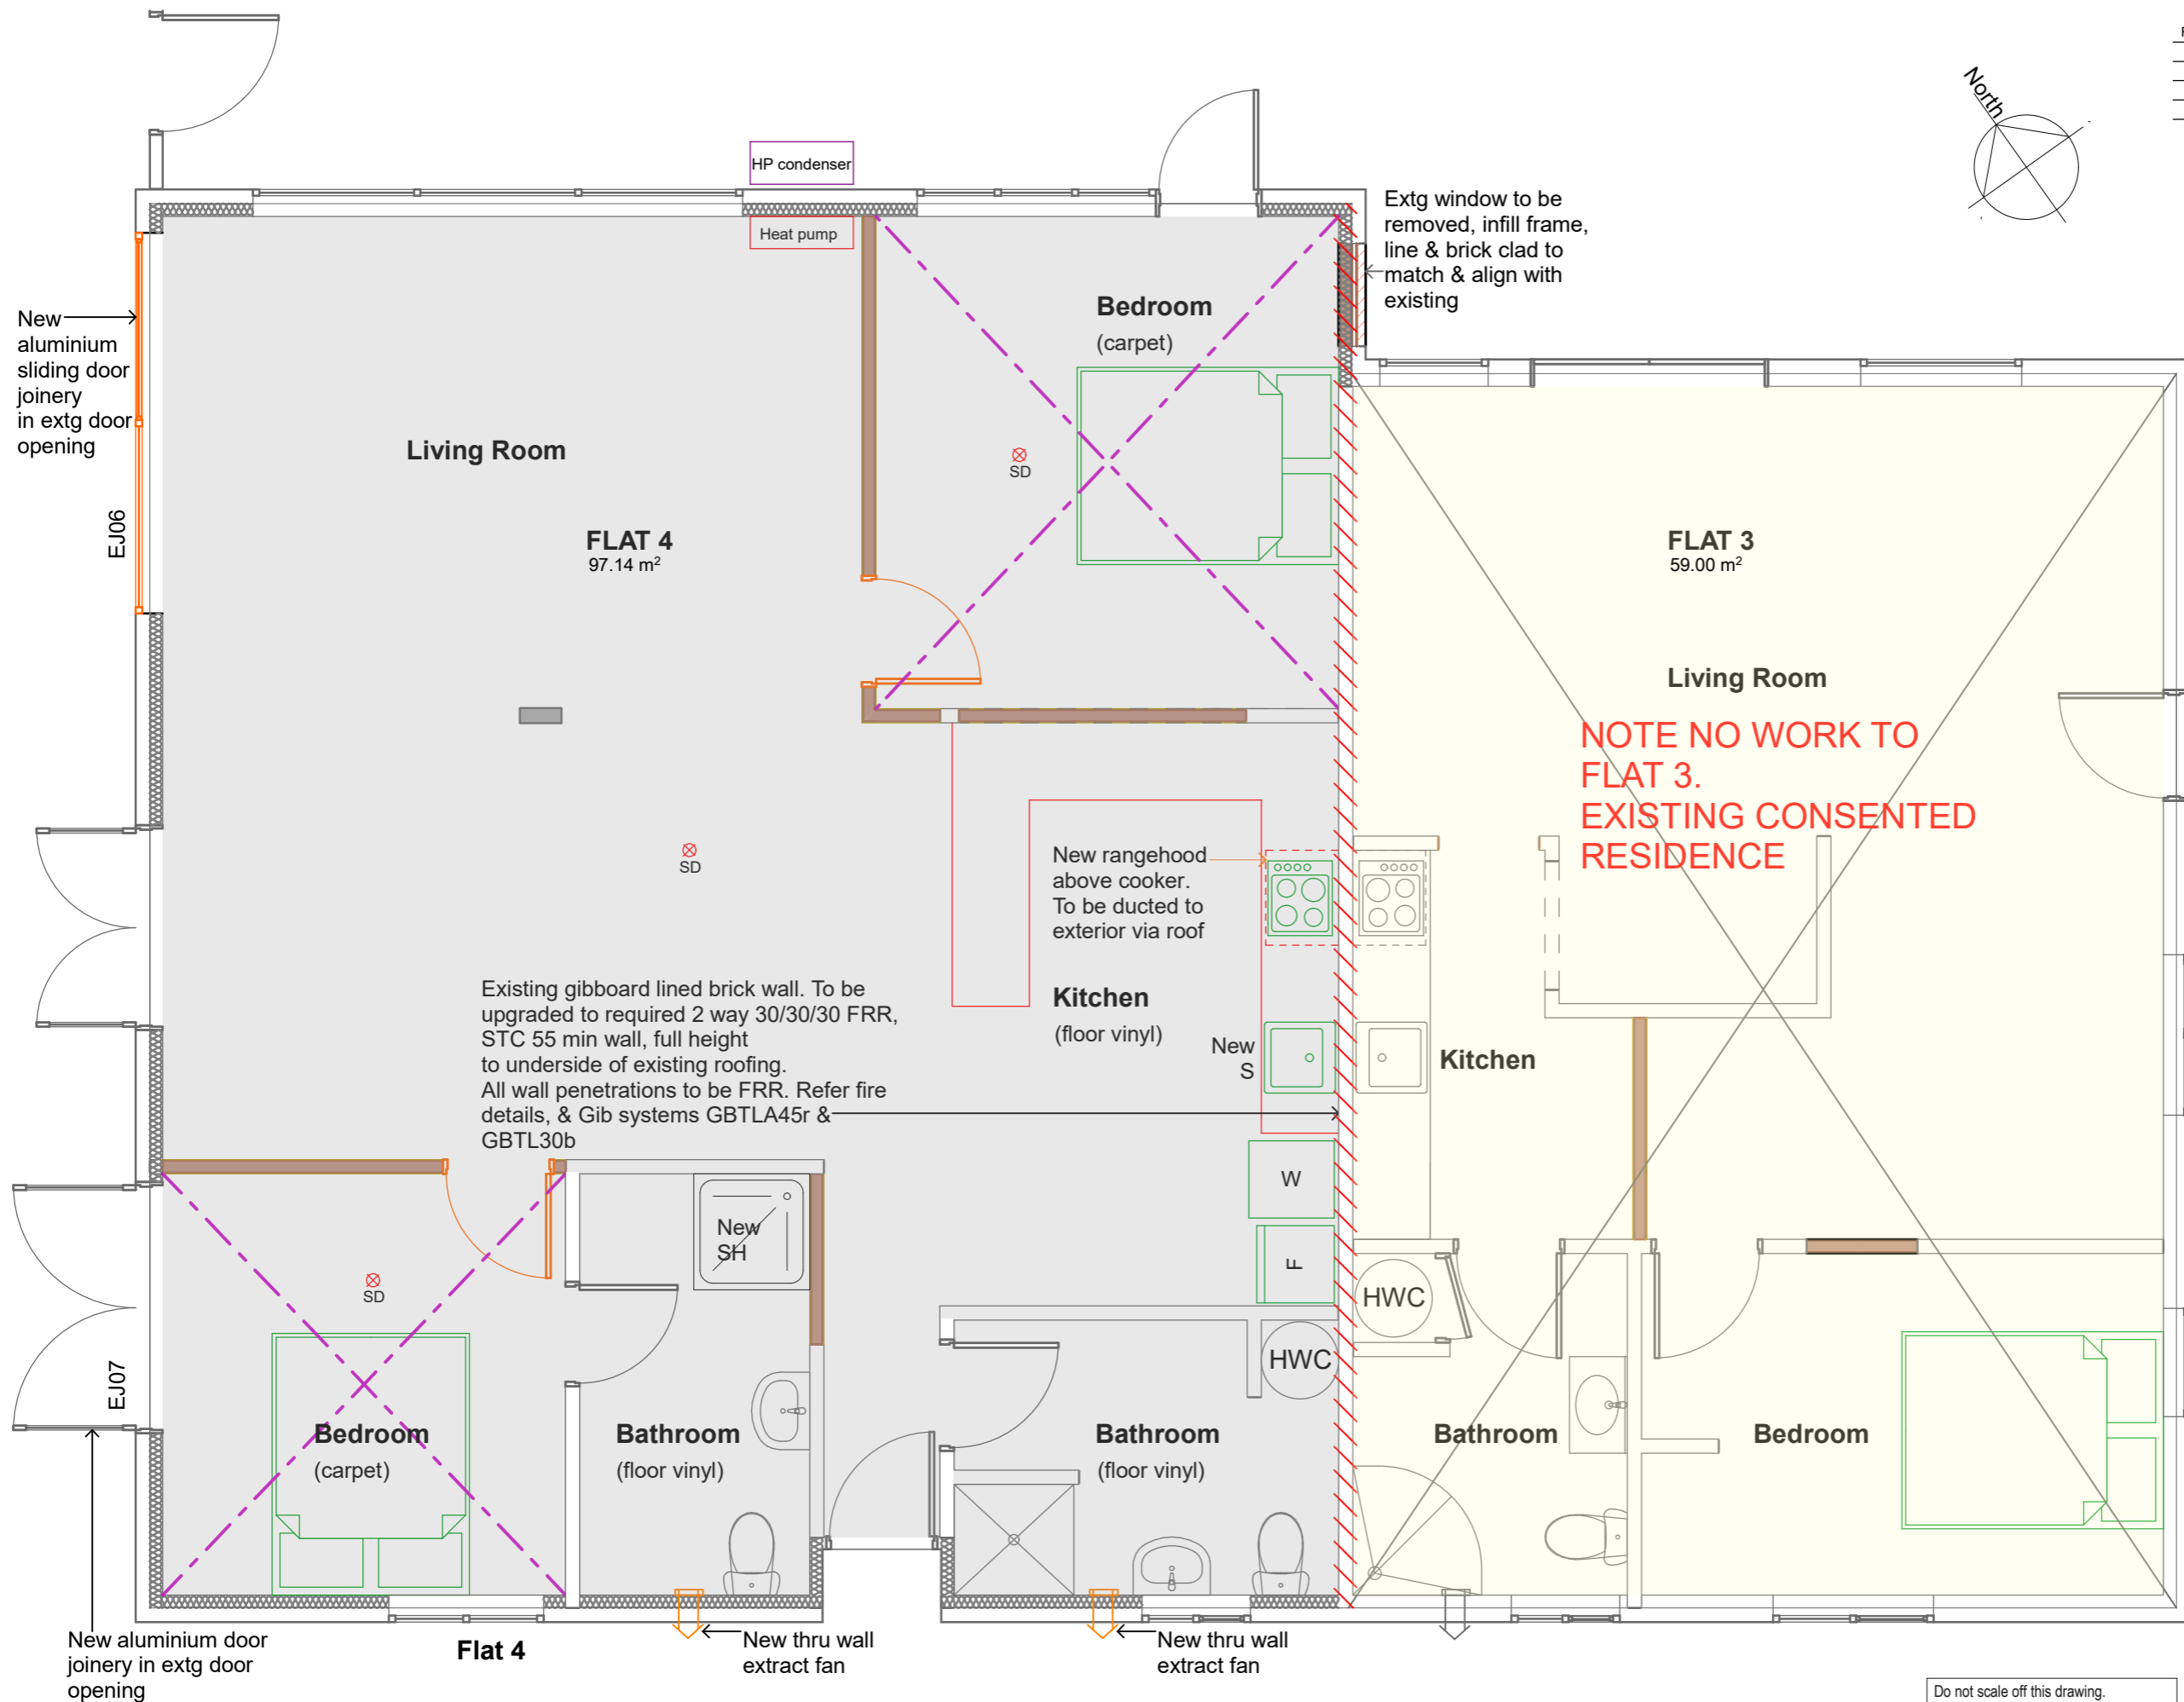 North
HP condenser
Heat pump
Extg window to be
removed, infill frame,
line & brick clad to
match & align with
existing
Bedroom
(carpet)
New
aluminium
sliding door
joinery
in extg door
opening
EJ06
Living Room
SD
FLAT 4
97.14 m²
FLAT 3
59.00 m²
Living Room
NOTE NO WORK TO
FLAT 3.
EXISTING CONSENTED
RESIDENCE
SD
New rangehood
above cooker.
To be ducted to
exterior via roof
Existing gibboard lined brick wall. To be
upgraded to required 2 way 30/30/30 FRR,
STC 55 min wall, full height
to underside of existing roofing.
All wall penetrations to be FRR. Refer fire
details, & Gib systems GBTLA45r &
GBTL30b
Kitchen
(floor vinyl)
New
S
Kitchen
W
F
New
SH
SD
HWC
HWC
EJ07
Bedroom
(carpet)
Bathroom
(floor vinyl)
Bathroom
(floor vinyl)
Bathroom
Bedroom
New aluminium door
joinery in extg door
opening
Flat 4
New thru wall
extract fan
New thru wall
extract fan
Do not scale off this drawing.